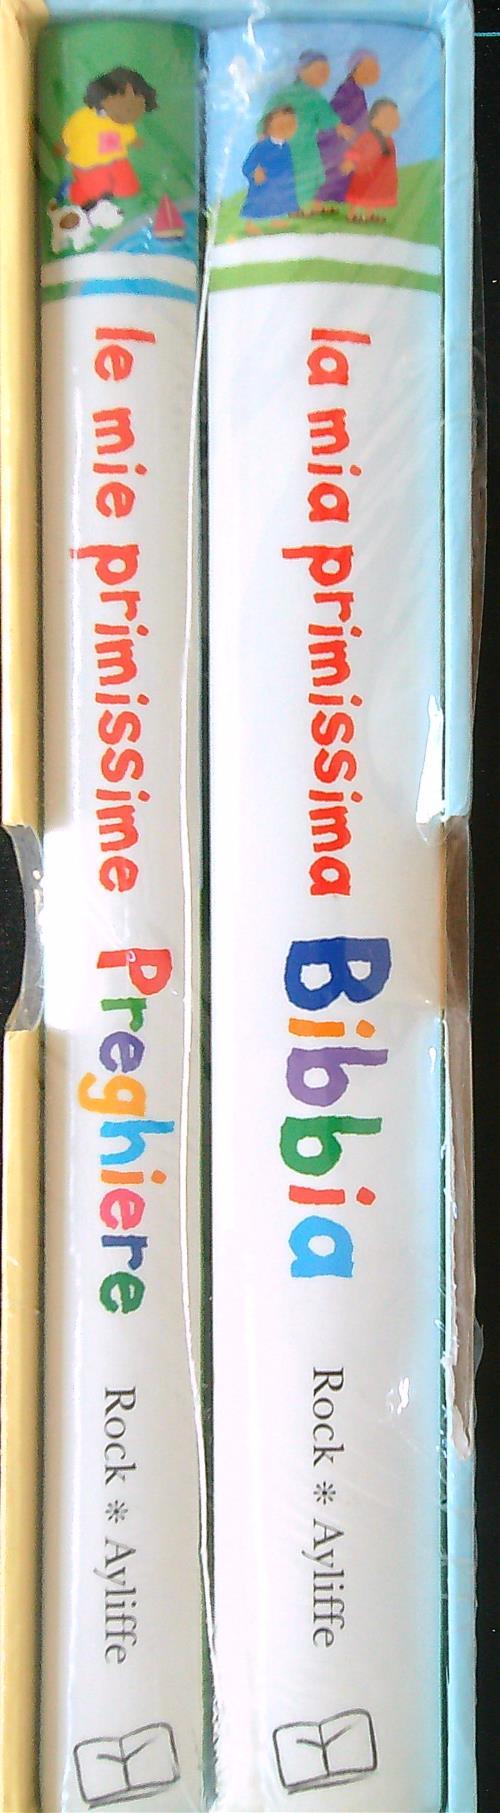 le mie primissime Preghiere Rock * Ayliffe
la mia primissima Bibbia Rock * Ayliffe